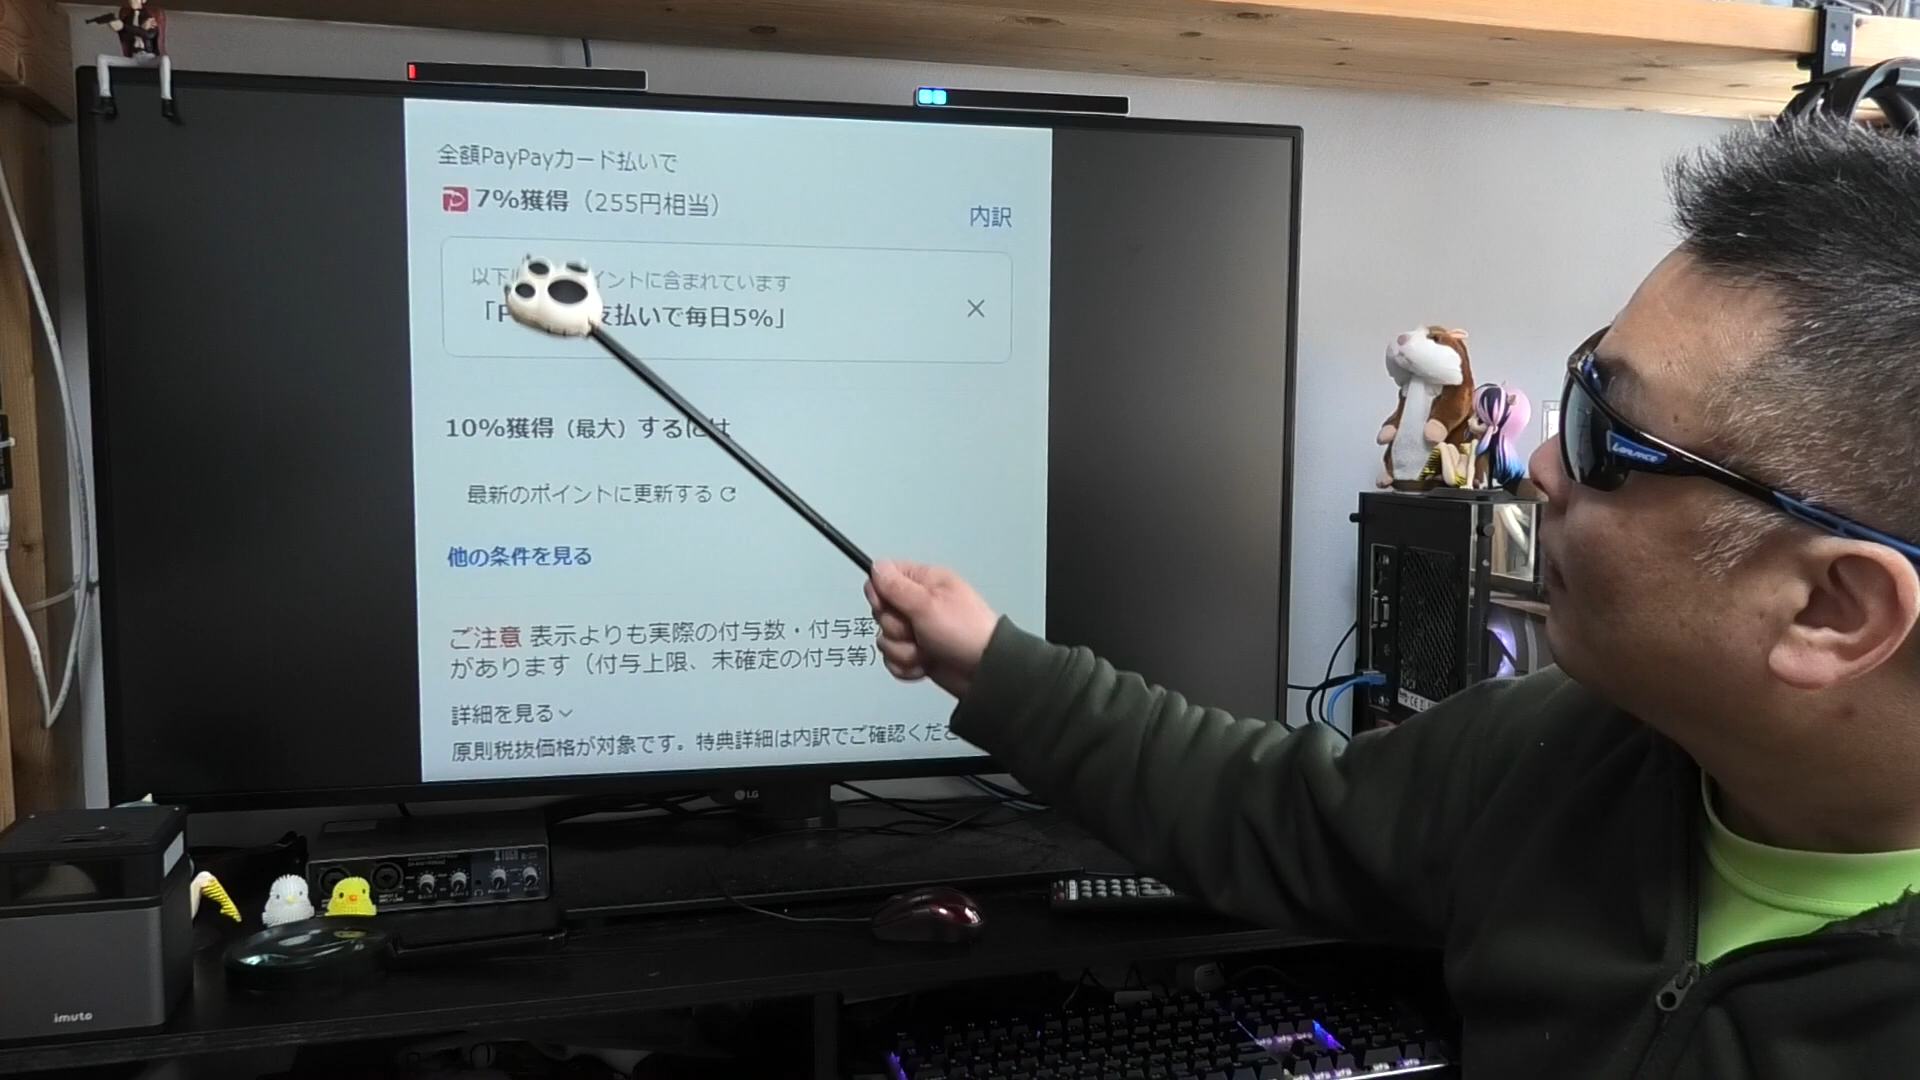 全額PayPayカード払いで
7%獲得（255円相当）
内訳
以下 イントに含まれています
「P 支払いで毎日5%」
10%獲得（最大）するには
最新のポイントに更新する
他の条件を見る
ご注意 表示よりも実際の付与数・付与率
があります（付与上限、未確定の付与等）
詳細を見る
原則税抜価格が対象です。特典詳細は内訳でご確認くださ
LG
imuto